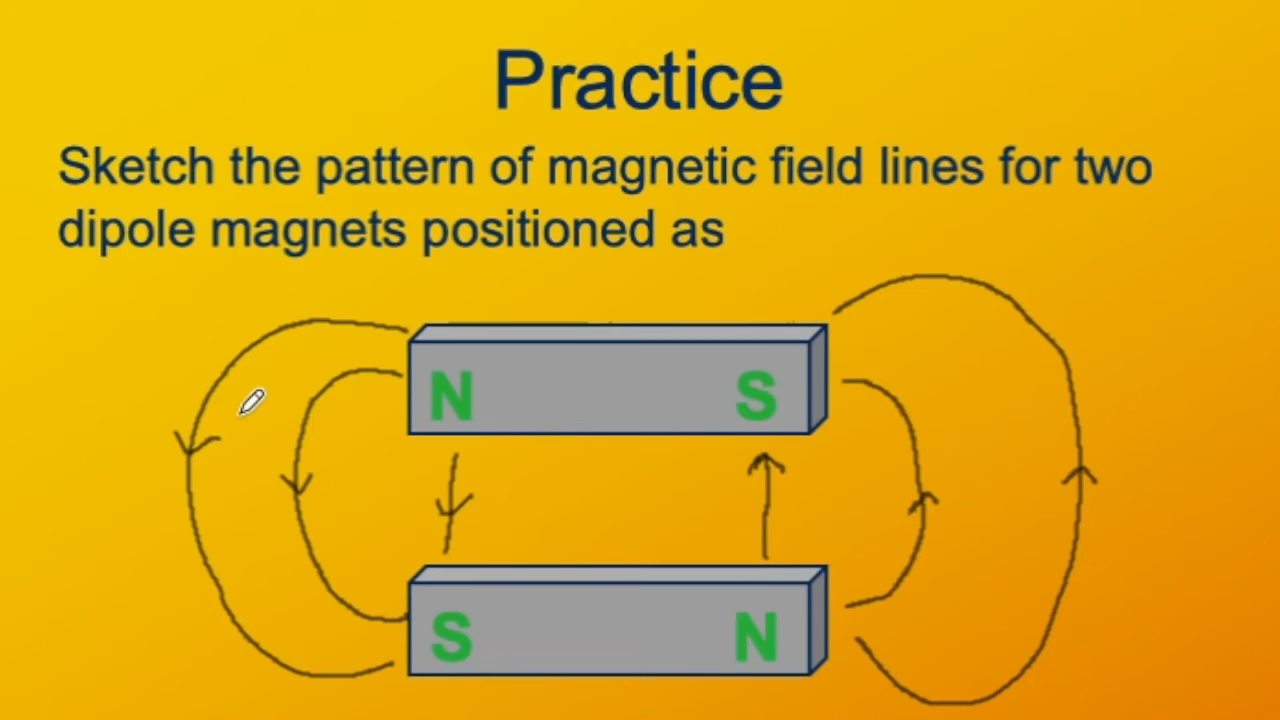 Practice
Sketch the pattern of magnetic field lines for two
dipole magnets positioned as
N S
S N